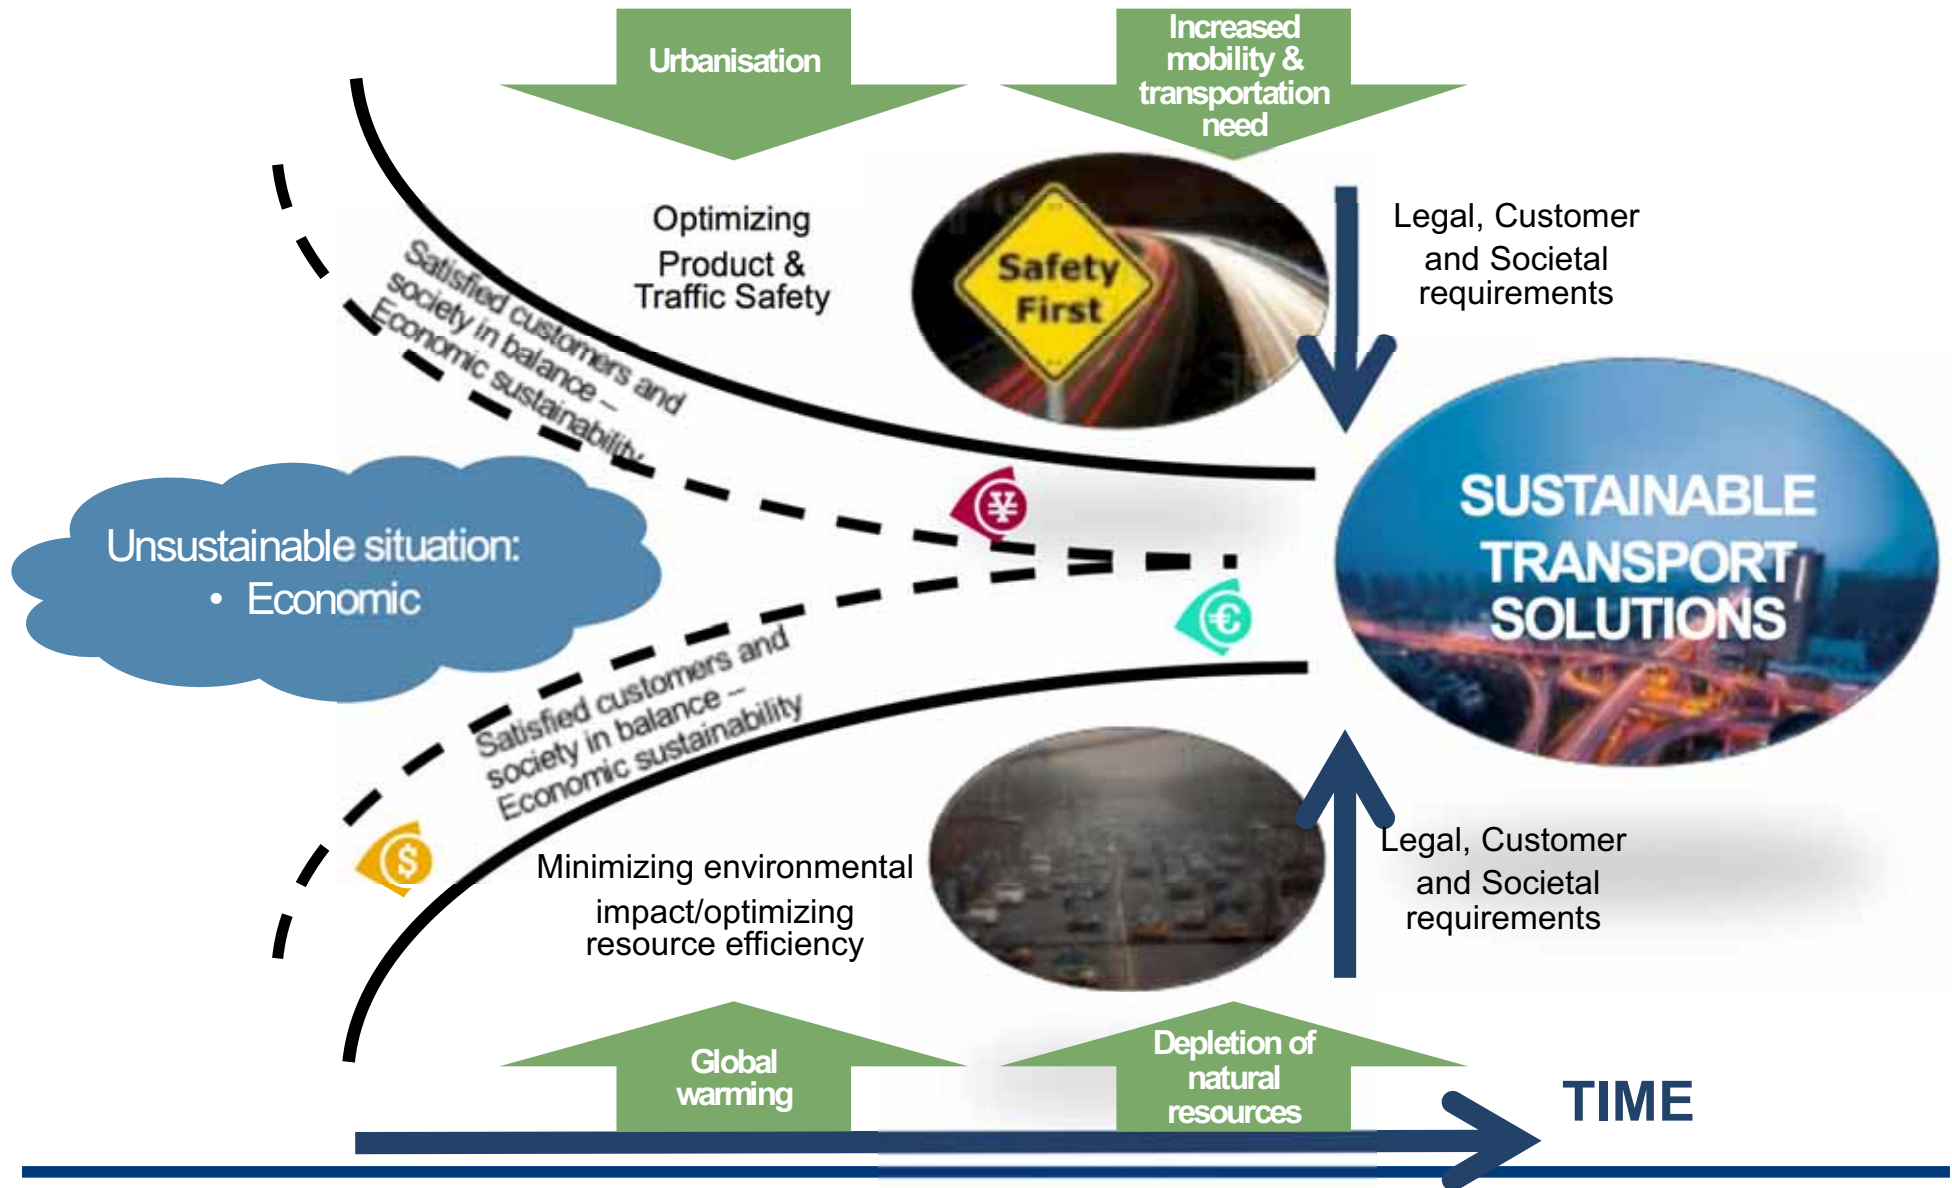 Urbanisation
Increased
mobility &
transportation
need
Optimizing
Product &
Traffic Safety
Safety
First
Legal, Customer
and Societal
requirements
Satisfied customers and
society in balance –
Economic sustainability
¥
SUSTAINABLE
TRANSPORT
SOLUTIONS
Unsustainable situation:
• Economic
€
Satisfied customers and
society in balance –
Economic sustainability
$
Minimizing environmental
impact/optimizing
resource efficiency
Legal, Customer
and Societal
requirements
Global
warming
Depletion of
natural
resources
TIME